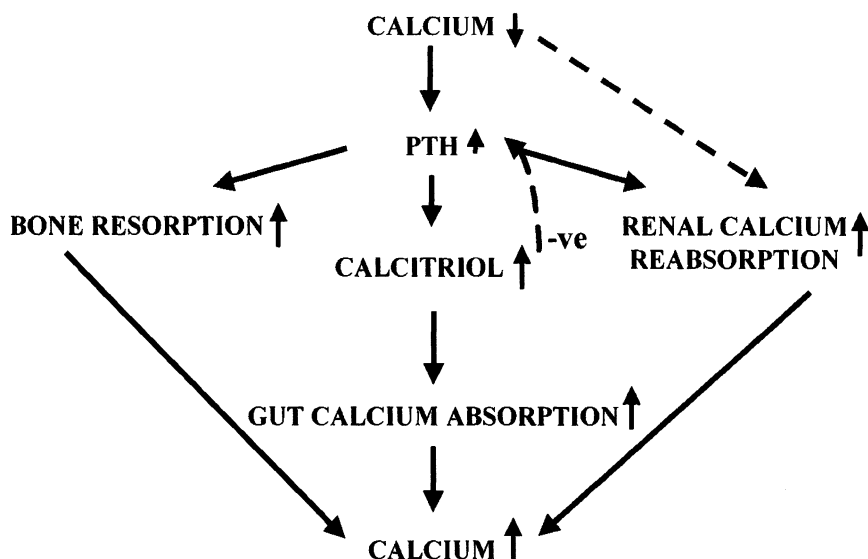 CALCIUM
PTH
BONE RESORPTION
-ve
RENAL CALCIUM
REABSORPTION
CALCITRIOL
GUT CALCIUM ABSORPTION
CALCIUM